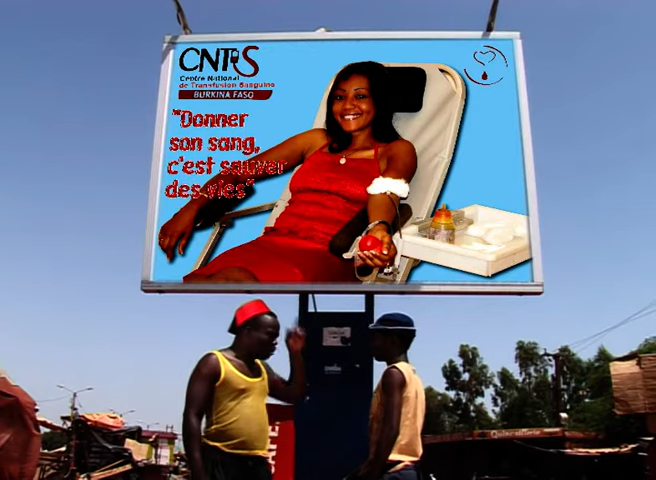 CNTS
Centre National
de Transfusion Sanguine
BURKINA FASO
"Donner
son sang,
c'est sauver
des vies"